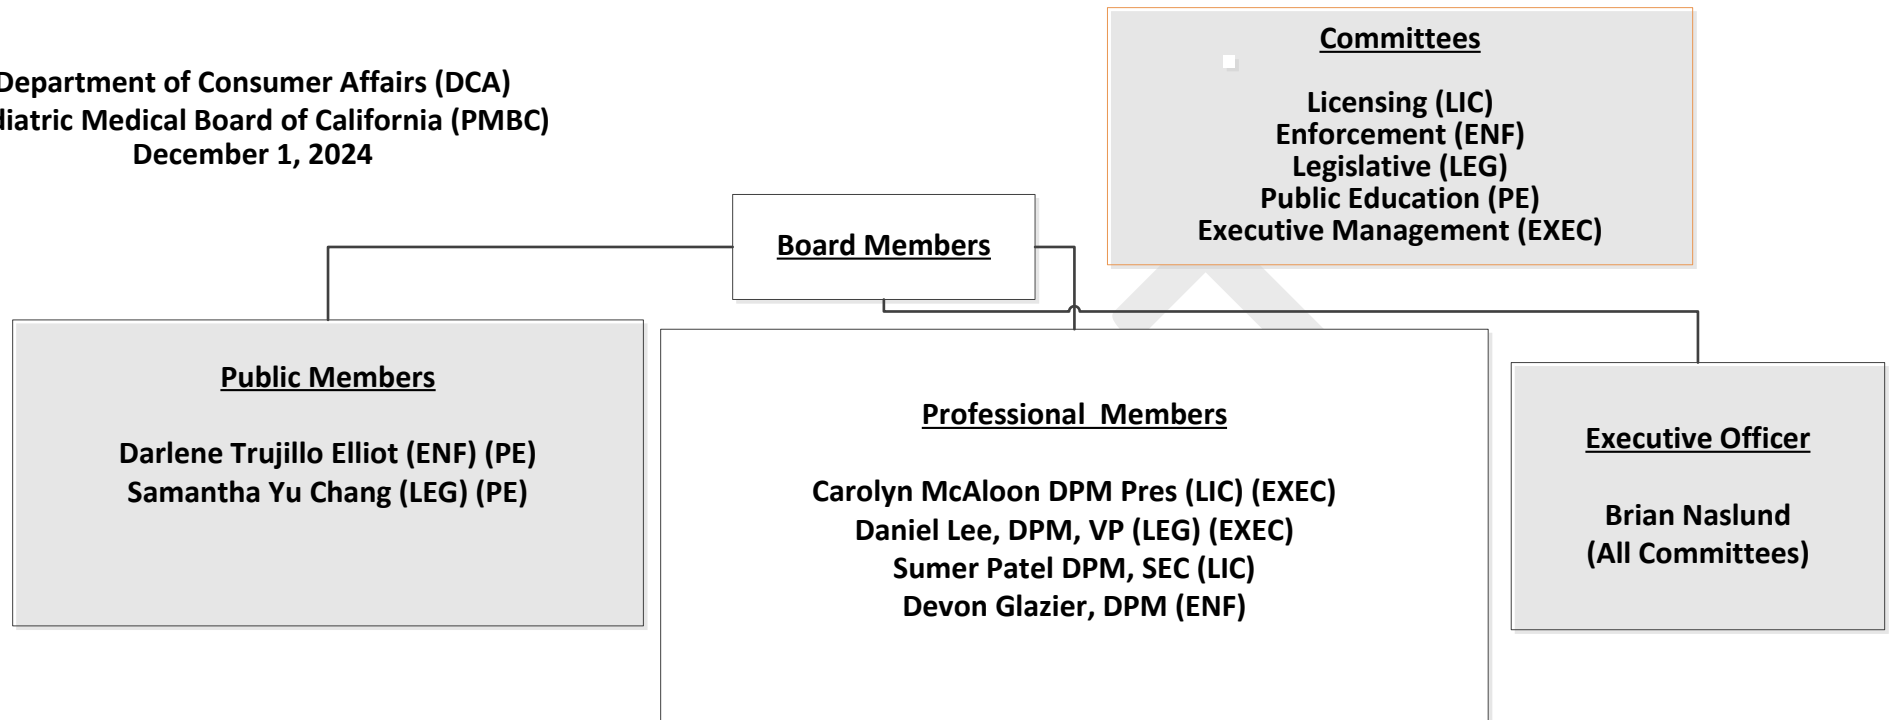 Department of Consumer Affairs (DCA)
diatric Medical Board of California (PMBC)
December 1, 2024
Committees
Licensing (LIC)
Enforcement (ENF)
Legislative (LEG)
Public Education (PE)
Executive Management (EXEC)
Board Members
Public Members
Darlene Trujillo Elliot (ENF) (PE)
Samantha Yu Chang (LEG) (PE)
Professional  Members
Carolyn McAloon DPM Pres (LIC) (EXEC)
Daniel Lee, DPM, VP (LEG) (EXEC)
Sumer Patel DPM, SEC (LIC)
Devon Glazier, DPM (ENF)
Executive Officer
Brian Naslund
(All Committees)